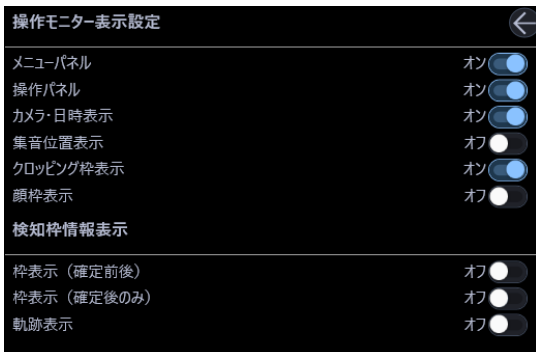 操作モニター表示設定
メニューパネル オン
操作パネル オン
カメラ・日時表示 オン
集音位置表示 オフ
クロッピング枠表示 オン
顔枠表示 オフ
検知枠情報表示
枠表示（確定前後） オフ
枠表示（確定後のみ） オフ
軌跡表示 オフ